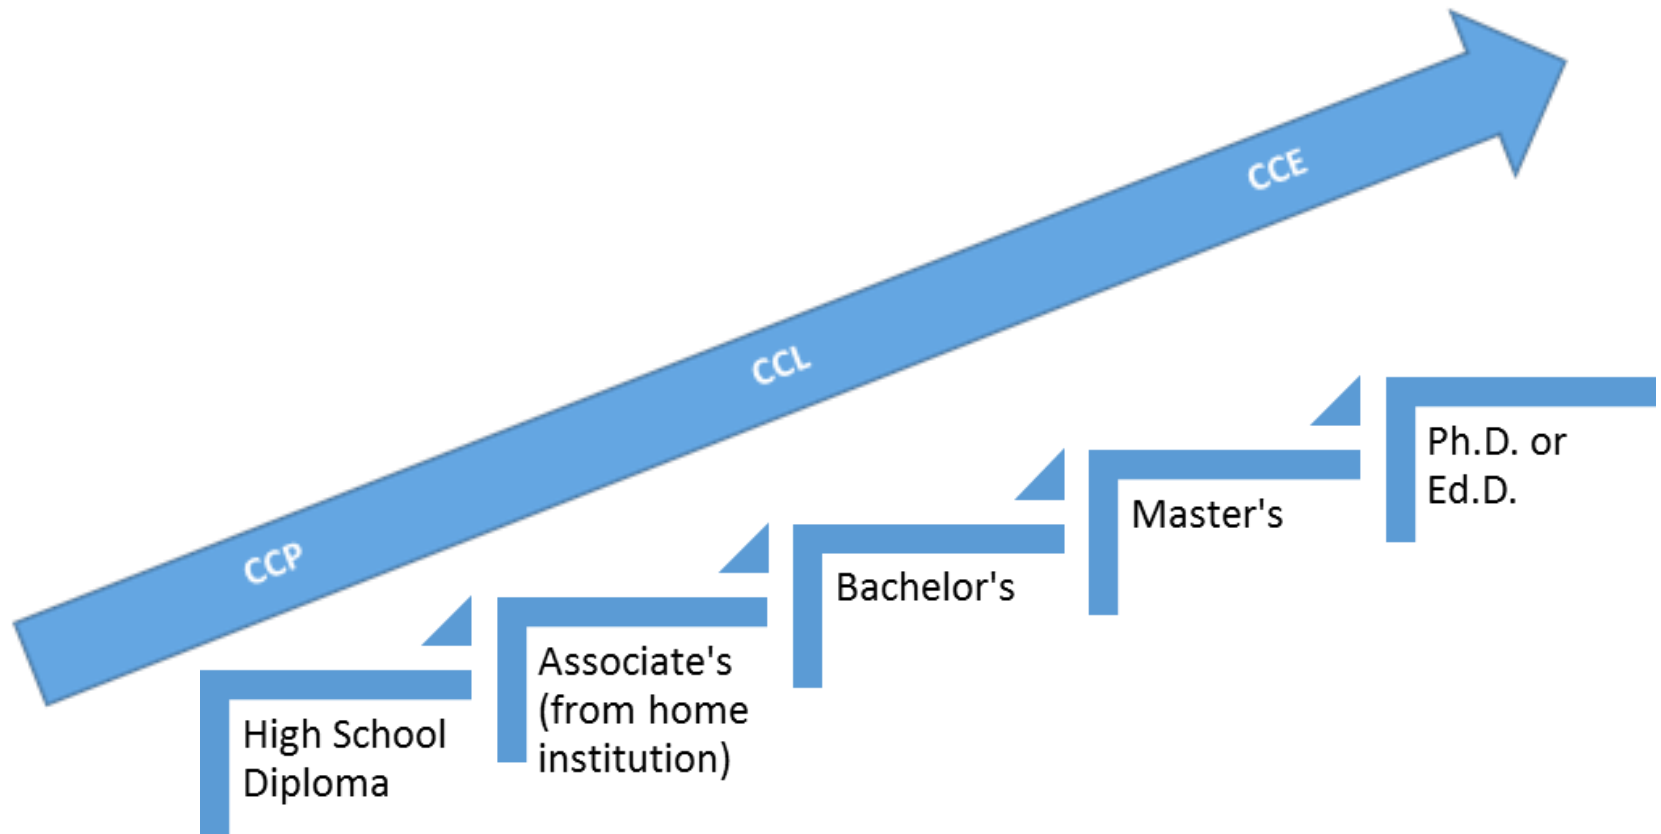 CCE
CCL
CCP
Ph.D. or
Ed.D.
Master's
Bachelor's
Associate's
(from home
institution)
High School
Diploma